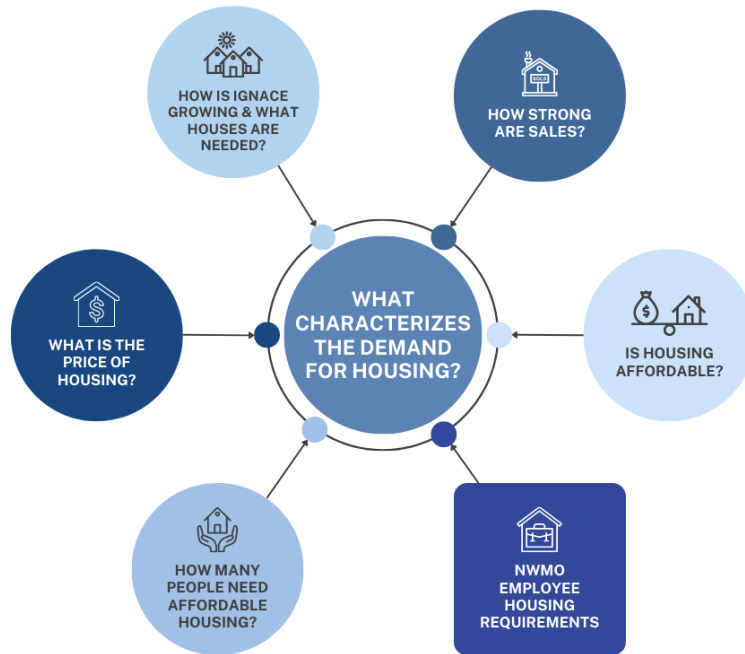 HOW IS IGNACE
GROWING & WHAT
HOUSES ARE
NEEDED?
SOLD
HOW STRONG
ARE SALES?
WHAT
CHARACTERIZES
THE DEMAND
FOR HOUSING?
$
WHAT IS THE
PRICE OF
HOUSING?
$
IS HOUSING
AFFORDABLE?
HOW MANY
PEOPLE NEED
AFFORDABLE
HOUSING?
NWMO
EMPLOYEE
HOUSING
REQUIREMENTS